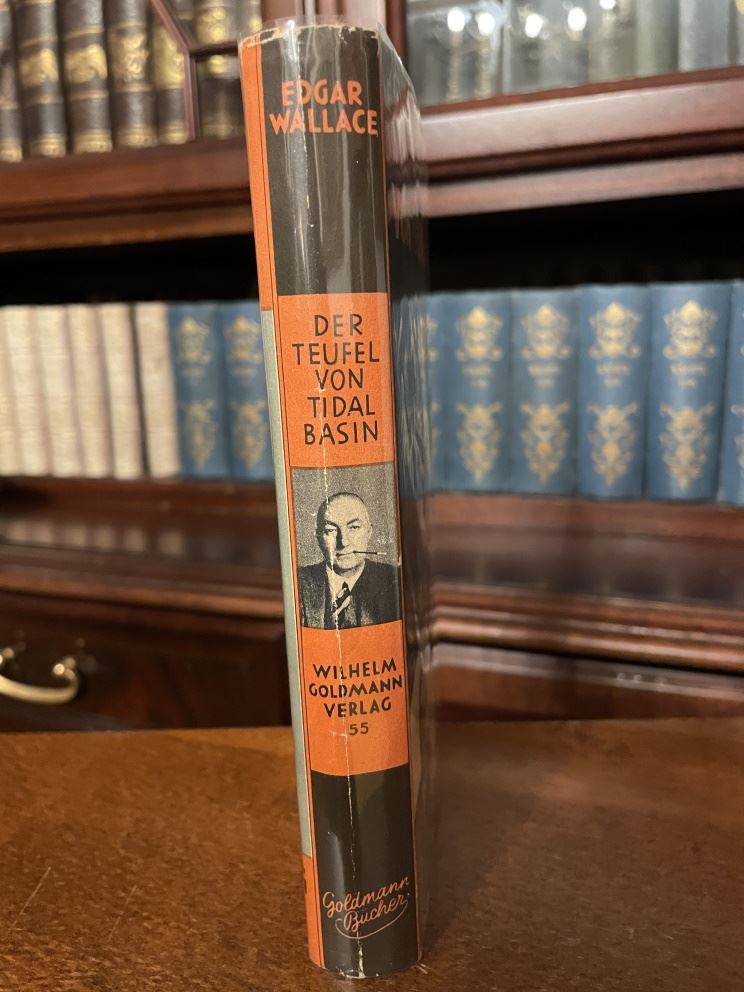 EDGAR
WALLACE
DER
TEUFEL
VON
TIDAL
BASIN
WILHELM
GOLDMANN
VERLAG
55
Goldmann
Bücher